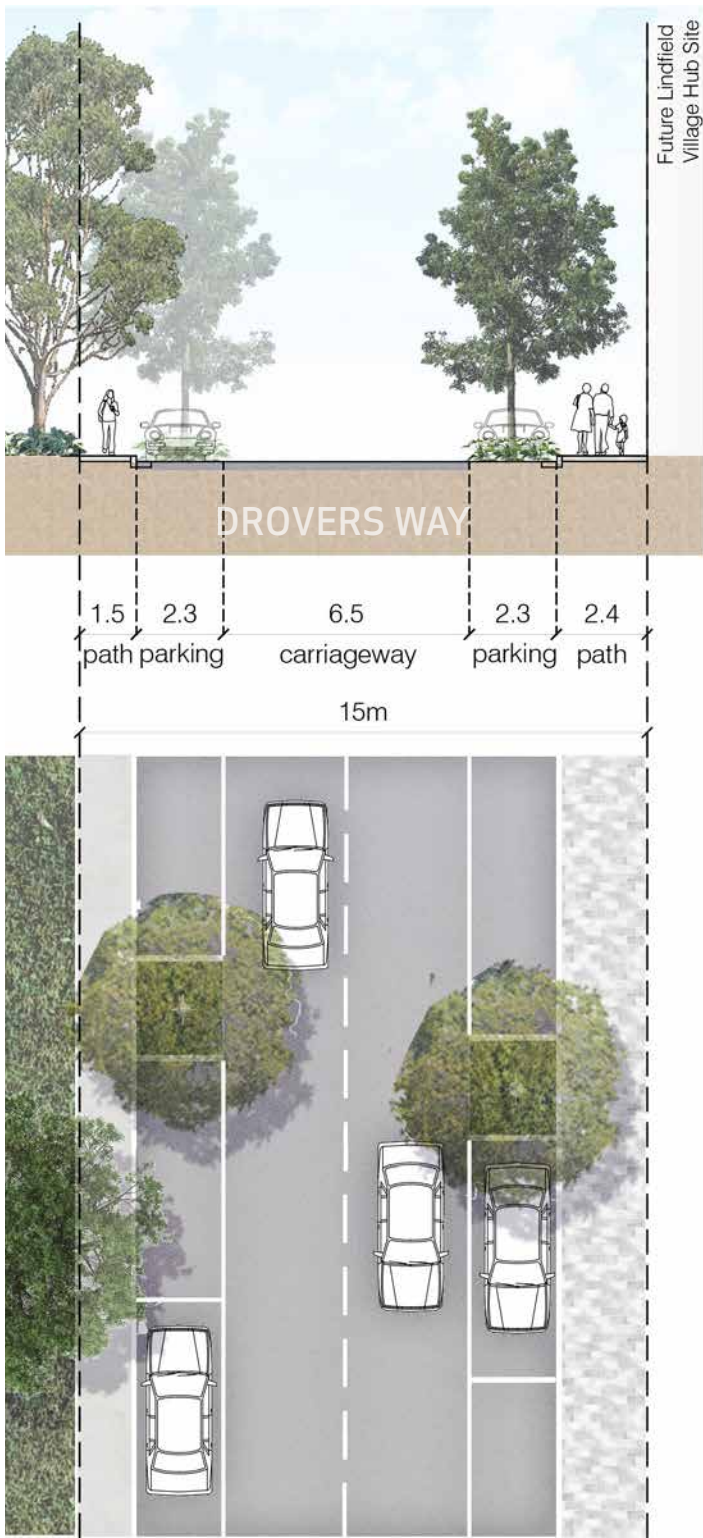 Future Lindfield
Village Hub Site
DROVERS WAY
1.5 2.3 6.5 2.3 2.4
path parking carriageway parking path
15m